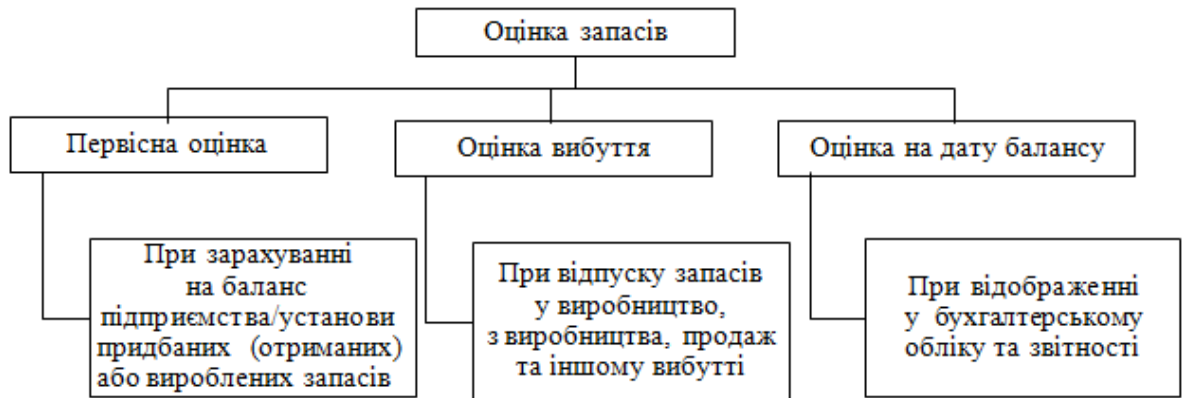 Оцінка запасів
Первісна оцінка
Оцінка вибуття
Оцінка на дату балансу
При зарахуванні
на баланс
підприємства/установи
придбаних (отриманих)
або вироблених запасів
При відпуску запасів
у виробництво,
з виробництва, продаж
та іншому вибутті
При відображенні
у бухгалтерському
обліку та звітності